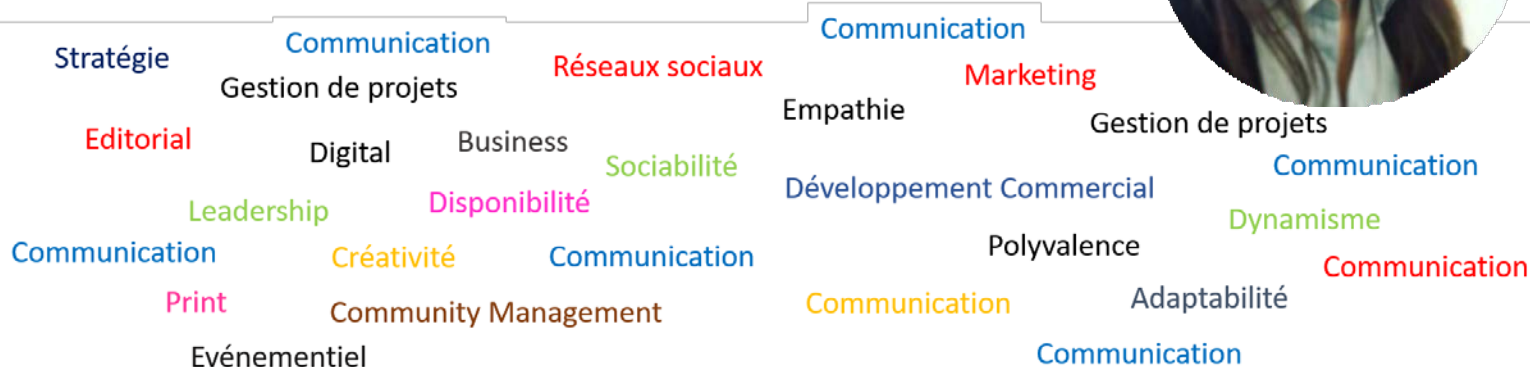 Communication
Communication
Stratégie
Réseaux sociaux
Marketing
Gestion de projets
Empathie
Gestion de projets
Editorial
Business
Digital
Sociabilité
Communication
Développement Commercial
Disponibilité
Leadership
Dynamisme
Polyvalence
Communication
Créativité
Communication
Communication
Print
Communication
Adaptabilité
Community Management
Communication
Evénementiel